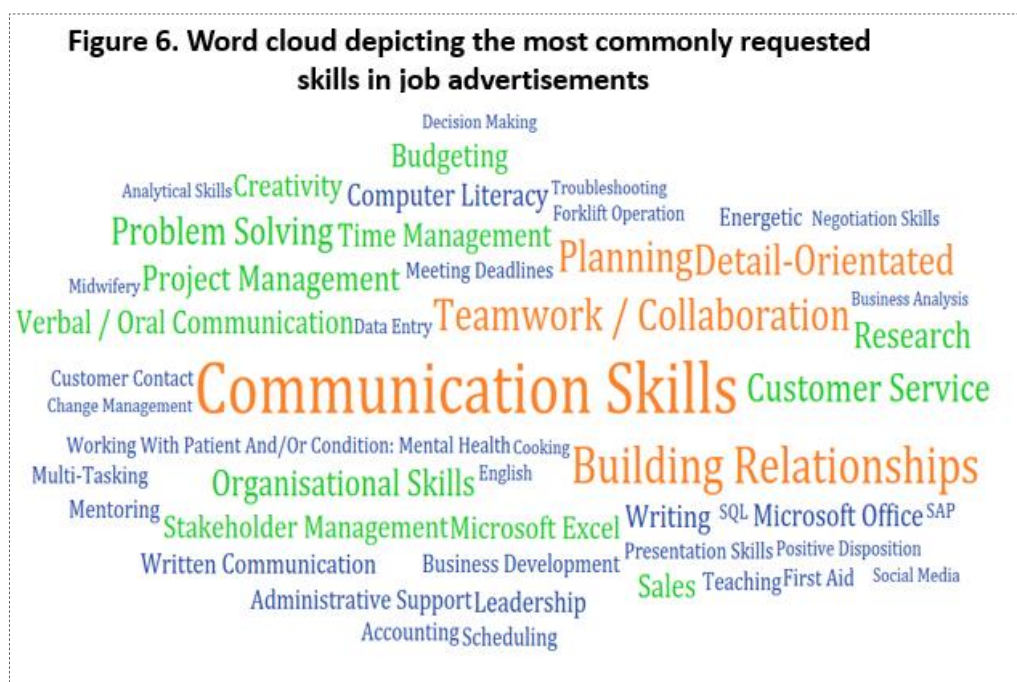 Figure 6. Word cloud depicting the most commonly requested
skills in job advertisements
Decision Making
Budgeting
Analytical Skills Creativity Computer Literacy Troubleshooting
Forklift Operation Energetic Negotiation Skills
Problem Solving Time Management Planning Detail-Orientated
Midwifery Project Management Meeting Deadlines
Business Analysis
Verbal / Oral Communication Data Entry Teamwork / Collaboration Research
Customer Contact
Change Management Communication Skills Customer Service
Working With Patient And/Or Condition: Mental Health Cooking Building Relationships
Multi-Tasking Organisational Skills English
Mentoring Stakeholder Management Microsoft Excel Writing SQL Microsoft Office SAP
Written Communication Business Development Presentation Skills Positive Disposition
Sales Teaching First Aid Social Media
Administrative Support Leadership
Accounting Scheduling